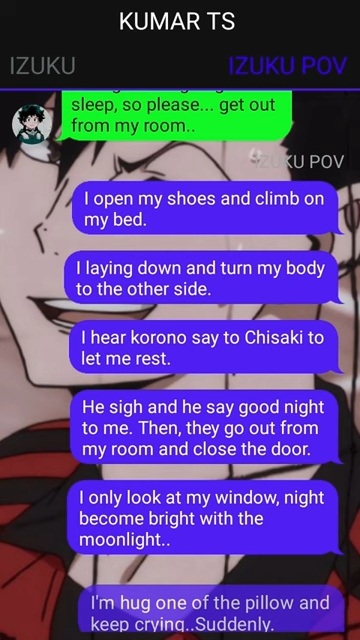 KUMAR TS
IZUKU
IZUKU POV
sleep, so please... get out
from my room..
IZUKU POV
I open my shoes and climb on
my bed.
I laying down and turn my body
to the other side.
I hear korono say to Chisaki to
let me rest.
He sigh and he say good night
to me. Then, they go out from
my room and close the door.
I only look at my window, night
become bright with the
moonlight..
I'm hug one of the pillow and
keep crying..Suddenly.